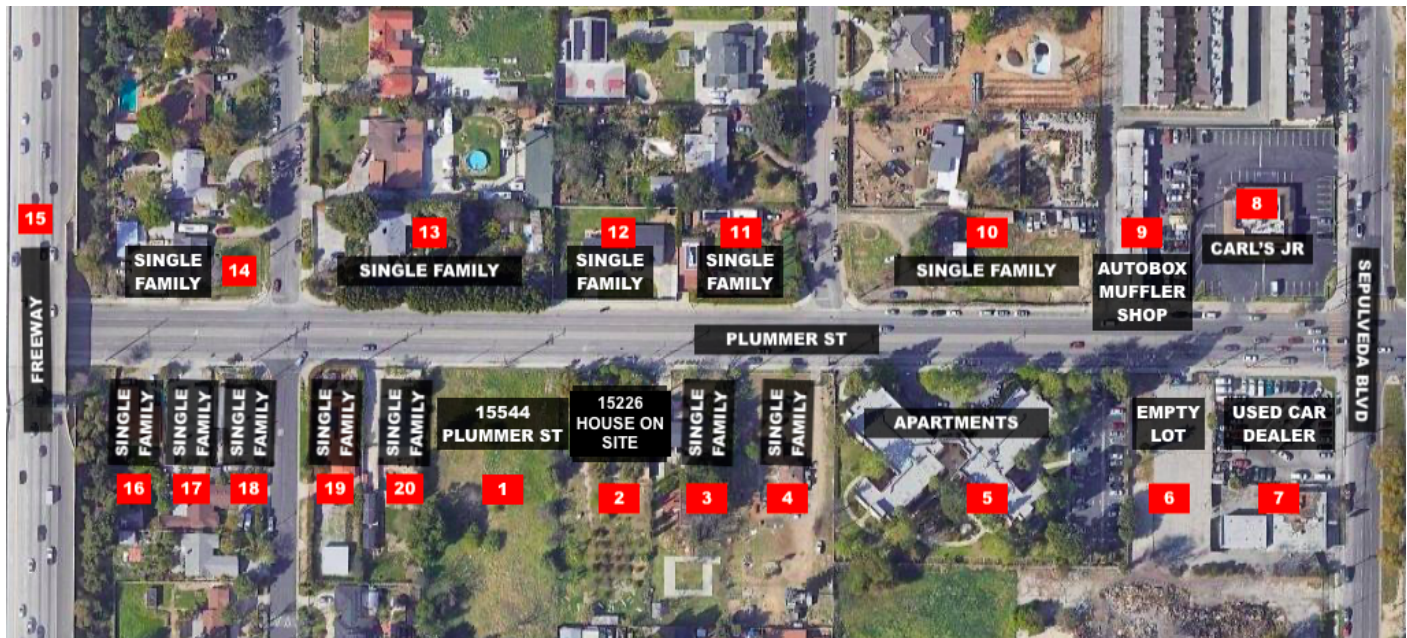 8
CARL'S JR
15
13
12
11
10
9
14
SINGLE
FAMILY
SINGLE FAMILY
SINGLE
FAMILY
SINGLE
FAMILY
SINGLE FAMILY
AUTOBOX
MUFFLER
SHOP
FREEWAY
PLUMMER ST
SEPULVEDA BLVD
SINGLE
FAMILY
SINGLE
FAMILY
SINGLE
FAMILY
SINGLE
FAMILY
SINGLE
FAMILY
15544
PLUMMER ST
15226
HOUSE ON
SITE
SINGLE
FAMILY
SINGLE
FAMILY
APARTMENTS
EMPTY
LOT
USED CAR
DEALER
16
17
18
19
20
1
2
3
4
5
6
7